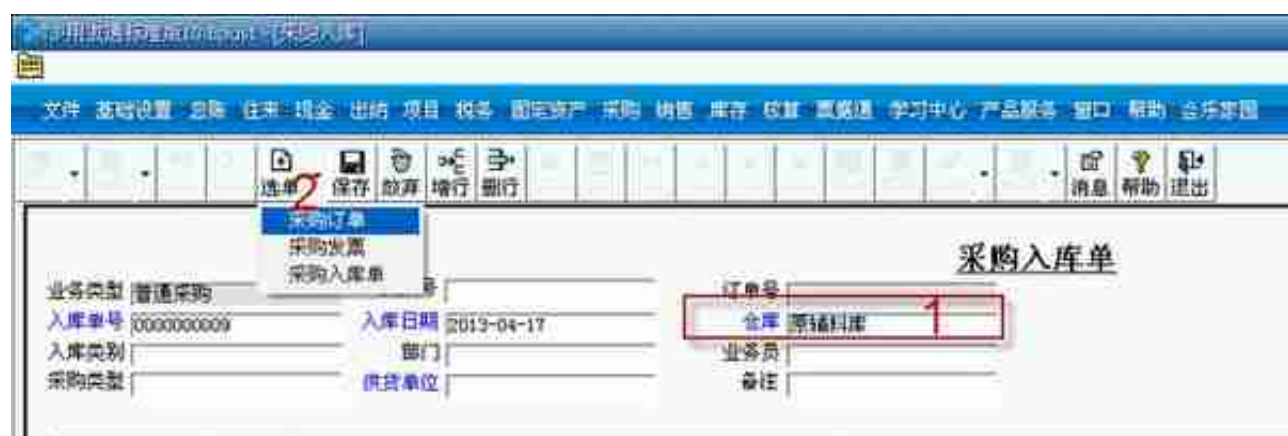 文件 基础设置 总账 往来 现金 出纳 项目 税务 固定资产 采购 销售 库存 核算 票据通 学习中心 产品服务 窗口 帮助 会乐家园
选单 2 保存 放弃 增行 删行 消息 帮助 退出
采购订单
采购发票
采购入库单
采购入库单
业务类型 普通采购 号 订单号
入库单号 0000000009 入库日期 2013-04-17 仓库 原辅料库 1
入库类别 部门 业务员
采购类型 供货单位 备注